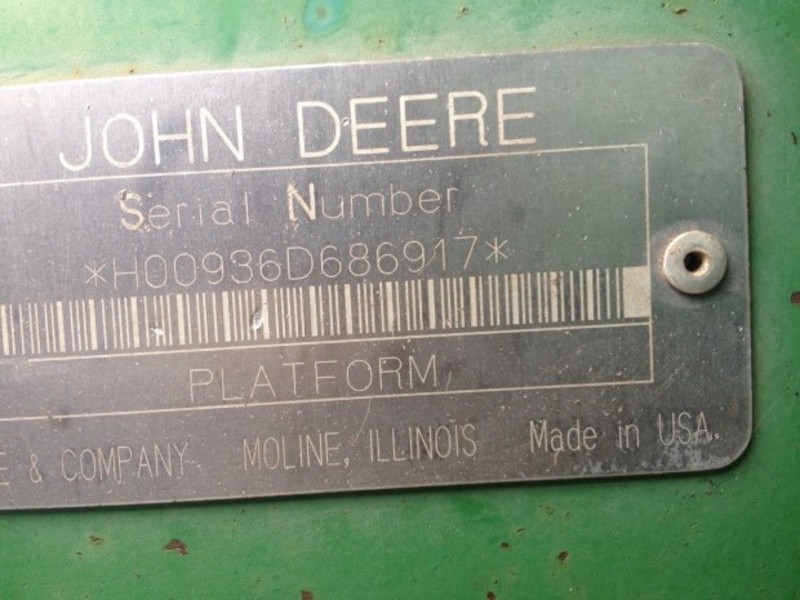 JOHN DEERE
Serial Number
*H00936D686917*
PLATFORM
E & COMPANY MOLINE, ILLINOIS Made in USA.